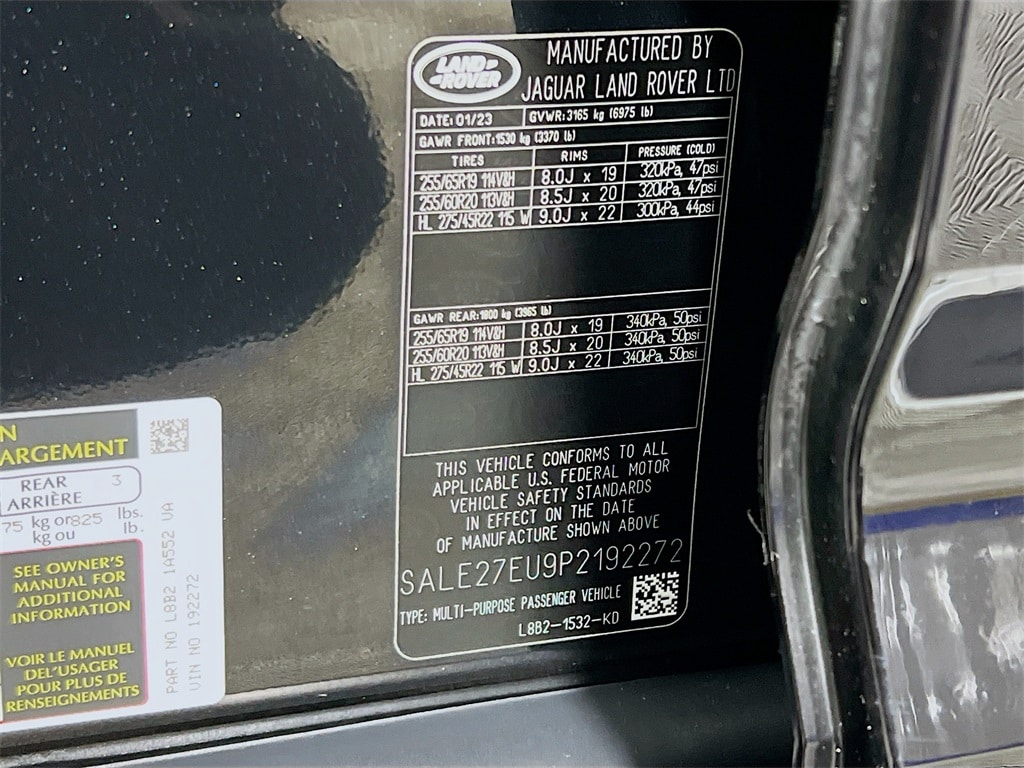 LAND ROVER
MANUFACTURED BY
JAGUAR LAND ROVER LTD
DATE: 01/23 GVWR: 3165 kg (6975 lb)
GAWR FRONT: 1530 kg (3370 lb)
TIRES RIMS PRESSURE (COLD)
255/65R19 114V&H 8.0J x 19 320kPa, 47psi
255/60R20 113V&H 8.5J x 20 320kPa, 47psi
HL 275/45R22 115 W 9.0J x 22 300kPa, 44psi
GAWR REAR: 1800 kg (3965 lb)
255/65R19 114V&H 8.0J x 19 340kPa, 50psi
255/60R20 113V&H 8.5J x 20 340kPa, 50psi
HL 275/45R22 115 W 9.0J x 22 340kPa, 50psi
THIS VEHICLE CONFORMS TO ALL
APPLICABLE U.S. FEDERAL MOTOR
VEHICLE SAFETY STANDARDS
IN EFFECT ON THE DATE
OF MANUFACTURE SHOWN ABOVE
SALE27EU9P2192272
TYPE: MULTI-PURPOSE PASSENGER VEHICLE
L8B2-1532-KD
N
ARGEMENT
REAR 3
ARRIÈRE
75 kg or 825 lbs.
kg ou lb.
SEE OWNER'S
MANUAL FOR
ADDITIONAL
INFORMATION
VOIR LE MANUEL
DEL'USAGER
POUR PLUS DE
RENSEIGNEMENTS
PART NO L8B2 1A552 VA
VIN NO 192272